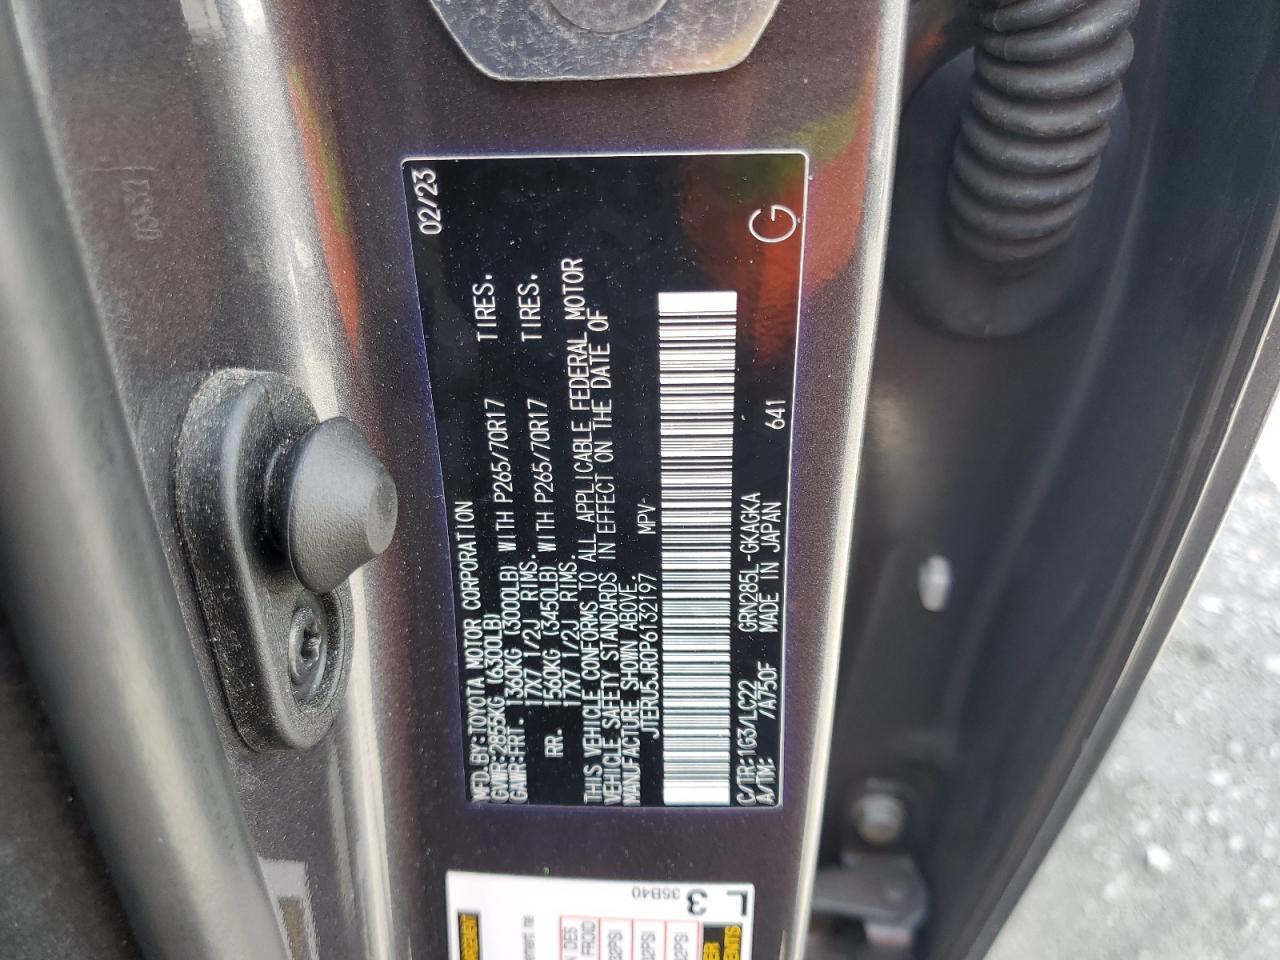 MFD.BY:TOYOTA MOTOR CORPORATION 02/23
GVWR:2855KG (6300LB)
GAWR:FRT. 1360KG (3000LB) WITH P265/70R17 TIRES.
17X7 1/2J RIMS.
RR. 1560KG (3450LB) WITH P265/70R17 TIRES.
17X7 1/2J RIMS.
THIS VEHICLE CONFORMS TO ALL APPLICABLE FEDERAL MOTOR
VEHICLE SAFETY STANDARDS IN EFFECT ON THE DATE OF
MANUFACTURE SHOWN ABOVE.
JTERU5JR0P6132197 MPV
C/TR:1G3/LC22 GRN285L-GKAGKA
A/TM: /A750F MADE IN JAPAN 641
G
L
3
35B40
DES
FROID